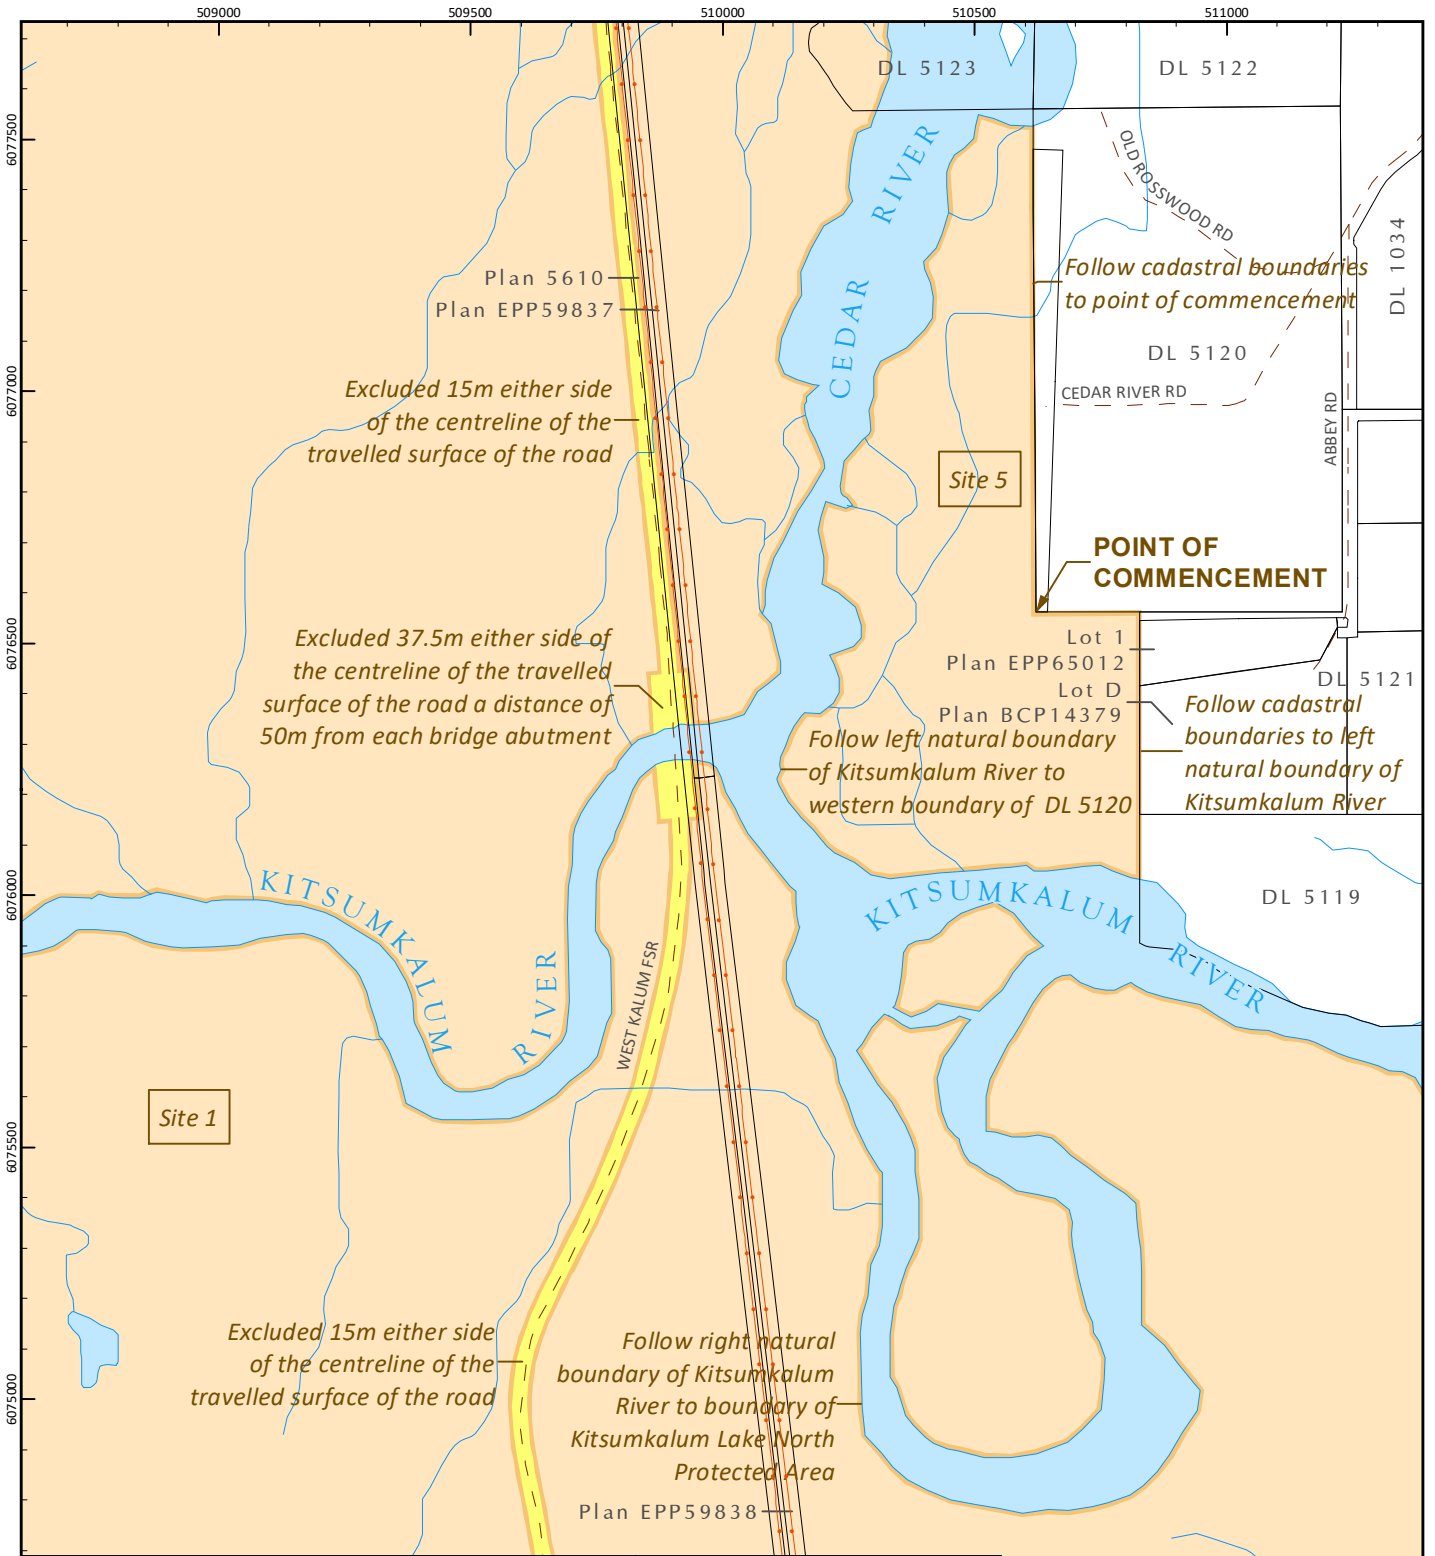 509000
509500
510000
510500
511000
6077500
6077000
6076500
6076000
6075500
6075000
DL 5123
DL 5122
OLD ROSSWOOD RD
DL 1034
CEDAR RIVER
Plan 5610
Plan EPP59837
Follow cadastral boundaries
to point of commencement
DL 5120
CEDAR RIVER RD
ABBEY RD
Excluded 15m either side
of the centreline of the
travelled surface of the road
Site 5
POINT OF
COMMENCEMENT
Excluded 37.5m either side of
the centreline of the travelled
surface of the road a distance of
50m from each bridge abutment
Lot 1
Plan EPP65012
Lot D
Plan BCP14379
DL 5121
Follow cadastral
boundaries to left
natural boundary of
Kitsumkalum River
Follow left natural boundary
of Kitsumkalum River to
western boundary of DL 5120
KITSUMKALUM RIVER
KITSUMKALUM RIVER
DL 5119
WEST KALUM FSR
Site 1
Excluded 15m either side
of the centreline of the
travelled surface of the road
Follow right natural
boundary of Kitsumkalum
River to boundary of
Kitsumkalum Lake North
Protected Area
Plan EPP59838